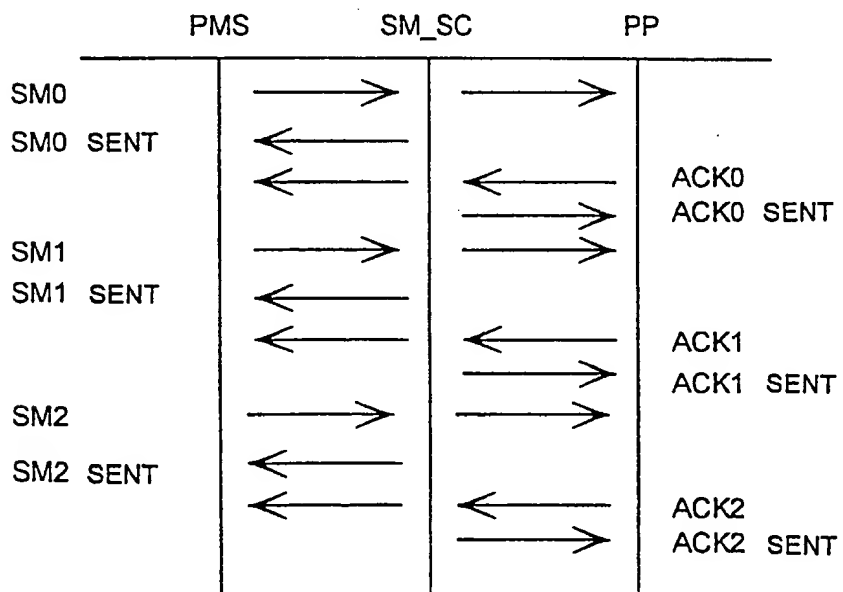 PMS SM_SC PP
SM0
SM0 SENT
ACK0
ACK0 SENT
SM1
SM1 SENT
ACK1
ACK1 SENT
SM2
SM2 SENT
ACK2
ACK2 SENT